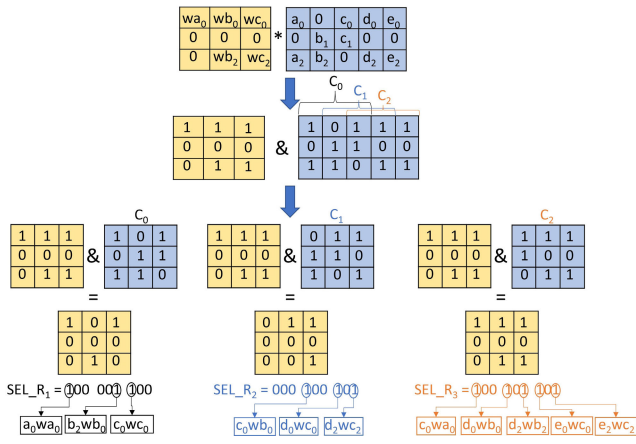 wa₀ wb₀ wc₀ a₀ 0 c₀ d₀ e₀
0 0 0 * 0 b₁ c₁ 0 0
0 wb₂ wc₂ a₂ b₂ 0 d₂ e₂
C₀
C₁
C₂
1 1 1 1 0 1 1 1
0 0 0 & 0 1 1 0 0
0 1 1 1 1 0 1 1
C₀ C₁ C₂
1 1 1 1 0 1 1 1 1 0 1 1 1 1 1 1 1 1
0 0 0 & 0 1 1 0 0 0 & 1 1 0 0 0 0 & 1 0 0
0 1 1 1 1 0 0 1 1 1 0 1 0 1 1 0 1 1
= = =
1 0 1 0 1 1 1 1 1
0 0 0 0 0 0 0 0 0
0 1 0 0 0 1 0 1 1
SEL_R₁ = 100 001 100 SEL_R₂ = 000 100 101 SEL_R₃ = 100 101 101
a₀wa₀ b₂wb₀ c₀wc₀ c₀wb₀ d₀wc₀ d₂wc₂ c₀wa₀ d₀wb₀ d₂wb₂ e₀wc₀ e₂wc₂